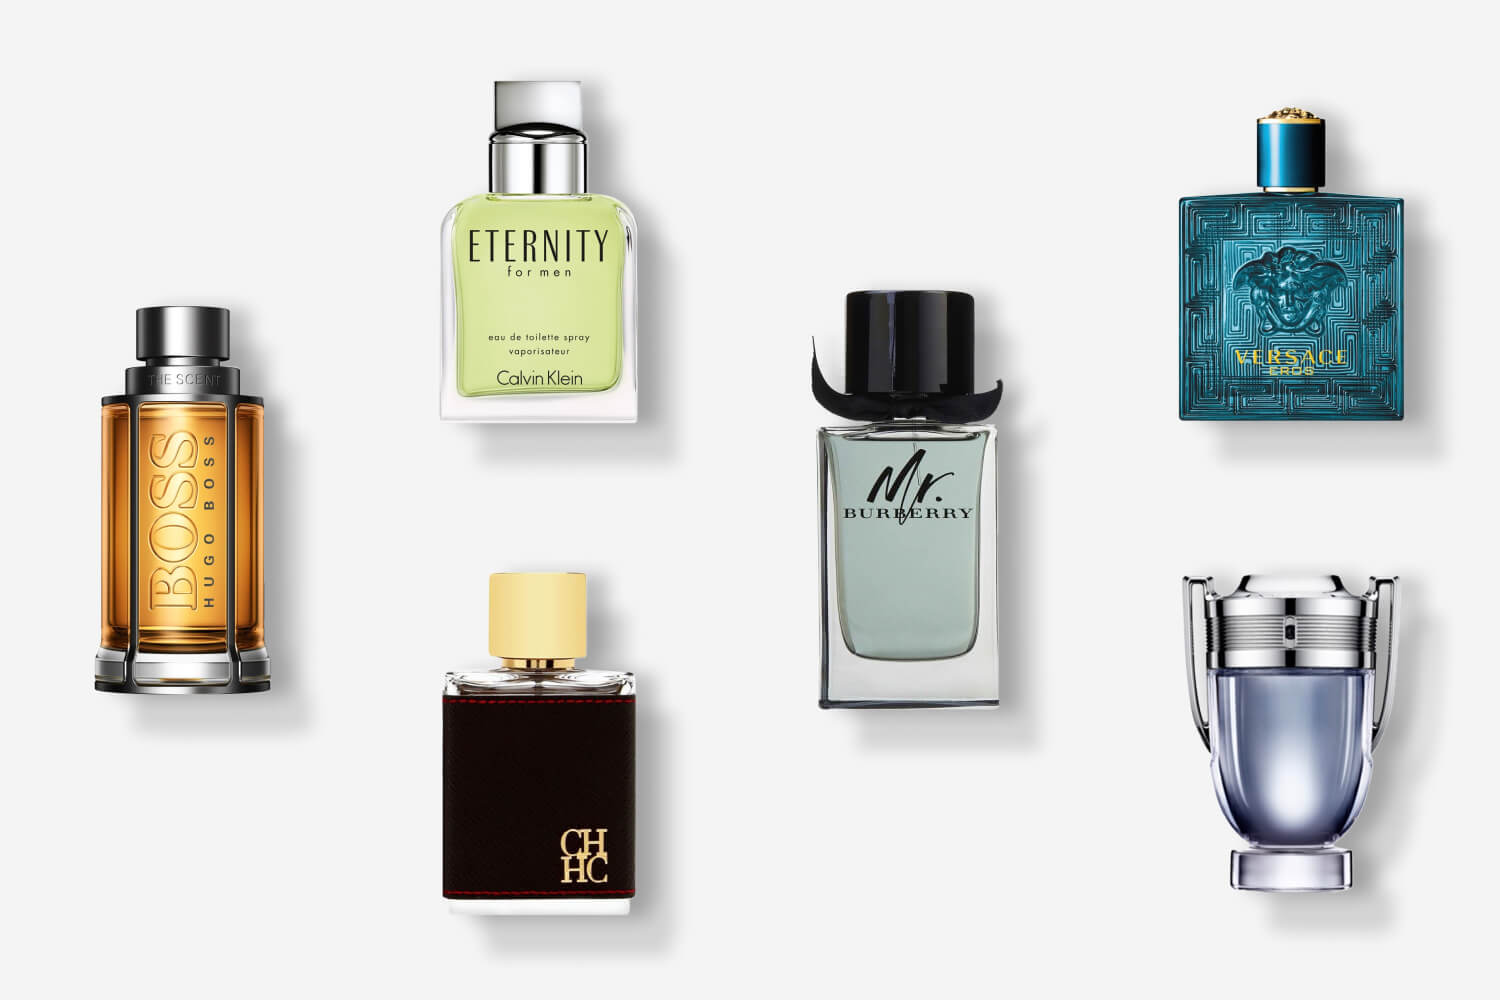 THE SCENT
BOSS
HUGO BOSS
ETERNITY
for men
eau de toilette spray
vaporisateur
Calvin Klein
CH
HC
Mr.
BURBERRY
VERSACE
EROS